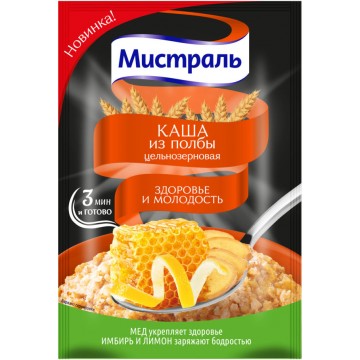 Новинка!
Мистраль
КАША
ИЗ ПОЛБЫ
цельнозерновая
ЗДОРОВЬЕ
И МОЛОДОСТЬ
3 МИН
И ГОТОВО
МЕД укрепляет здоровье
ИМБИРЬ И ЛИМОН заряжают бодростью